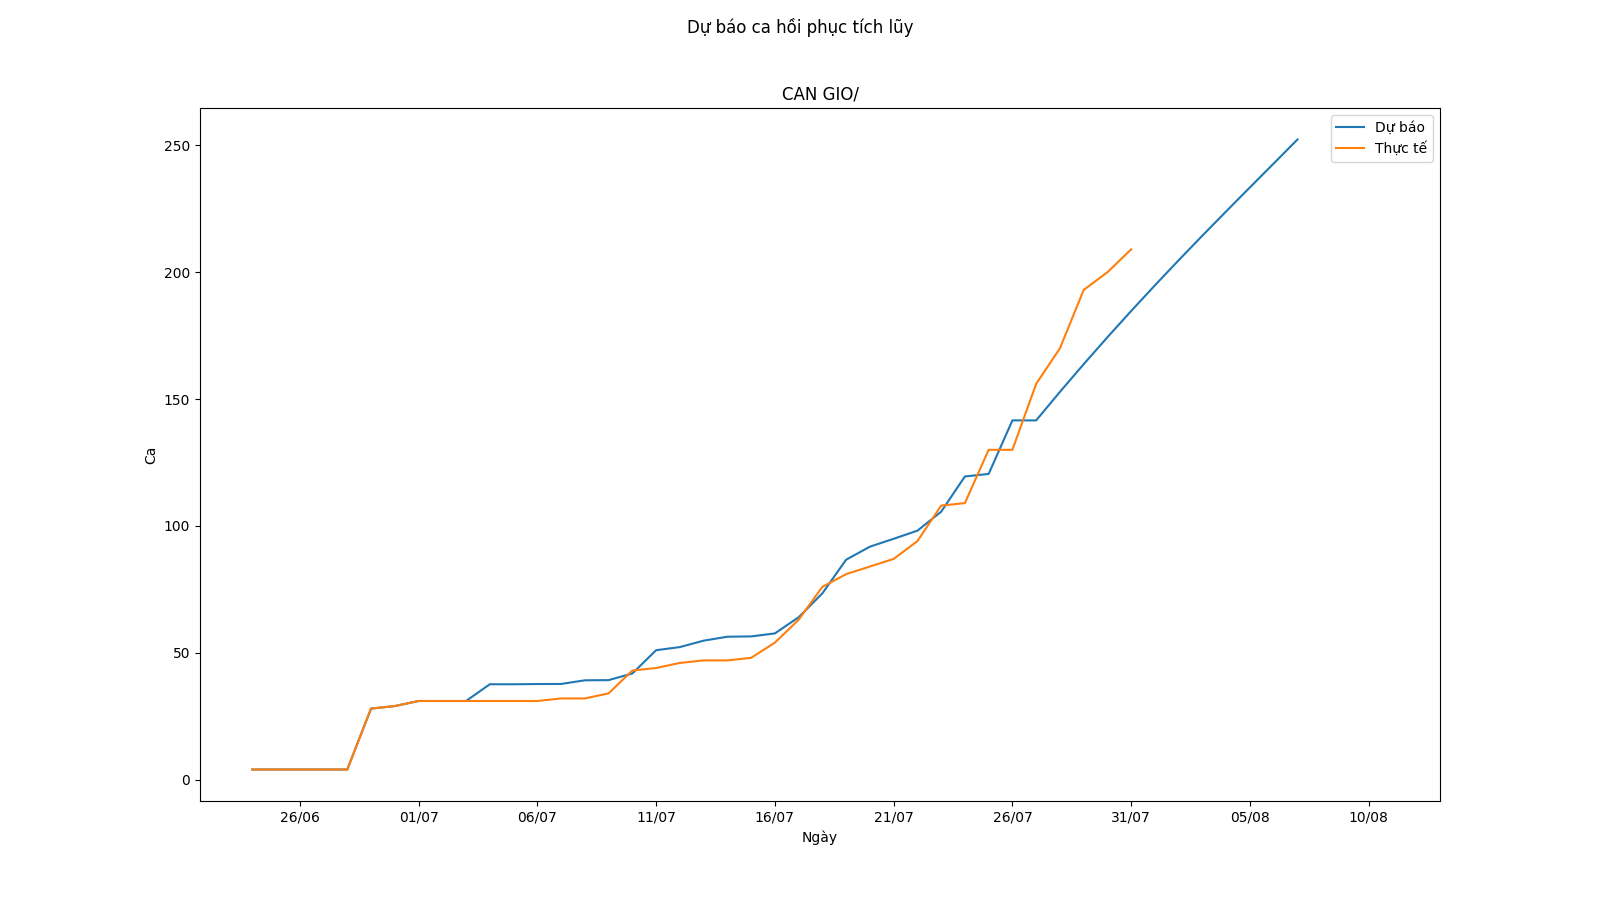 Dự báo ca hồi phục tích lũy
CAN GIO/
Dự báo
Thực tế
250
200
150
100
50
0
Ca
26/06
01/07
06/07
11/07
16/07
21/07
26/07
31/07
05/08
10/08
Ngày